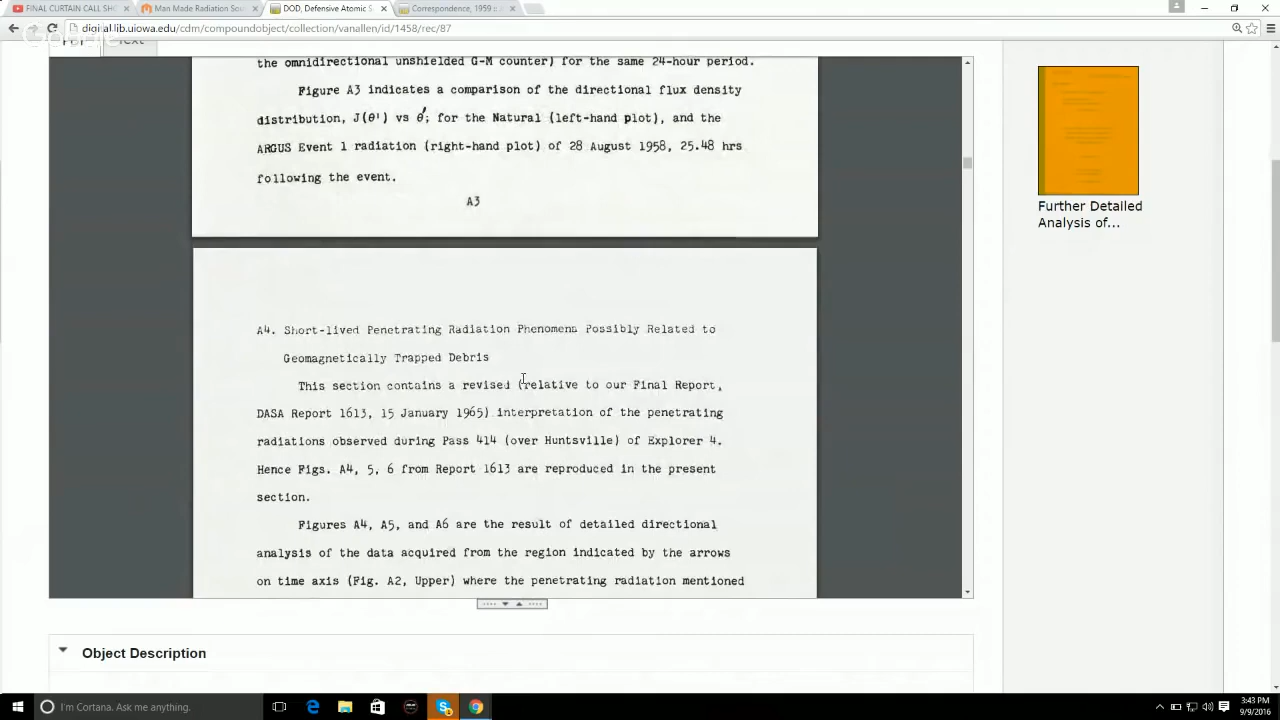 FINAL CURTAIN CALL SH
Man Made Radiation So
DOD, Defensive Atomic S
Correspondence, 1959
digital.lib.uiowa.edu/cdm/compoundobject/collection/vanallen/id/1458/rec/87
Text
the omnidirectional unshielded G-M counter) for the same 24-hour period.
Figure A3 indicates a comparison of the directional flux density
distribution, J(θ') vs θ'; for the Natural (left-hand plot), and the
ARGUS Event 1 radiation (right-hand plot) of 28 August 1958, 25.48 hrs
following the event.
A3
A4. Short-lived Penetrating Radiation Phenomena Possibly Related to
Geomagnetically Trapped Debris
This section contains a revised (relative to our Final Report,
DASA Report 1613, 15 January 1965) interpretation of the penetrating
radiations observed during Pass 414 (over Huntsville) of Explorer 4.
Hence Figs. A4, 5, 6 from Report 1613 are reproduced in the present
section.
Figures A4, A5, and A6 are the result of detailed directional
analysis of the data acquired from the region indicated by the arrows
on time axis (Fig. A2, Upper) where the penetrating radiation mentioned
Further Detailed
Analysis of...
Object Description
I'm Cortana. Ask me anything.
3:43 PM
9/9/2016